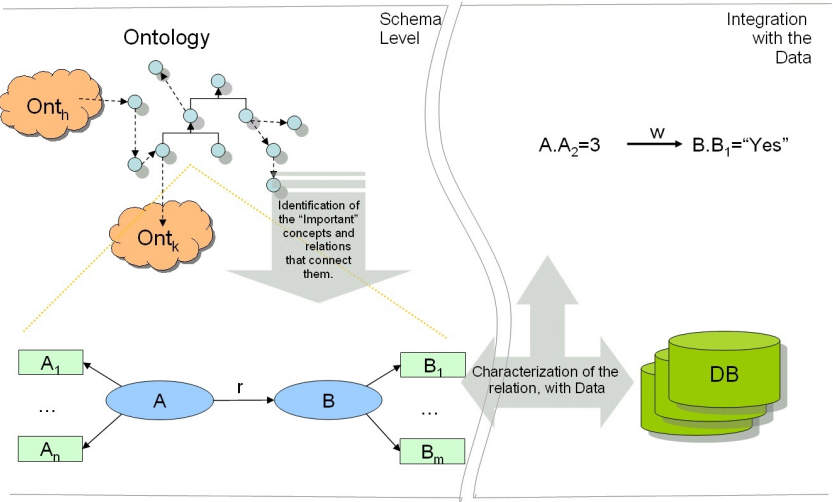 Schema
Level
Integration
with the
Data
Ontology
Ont_h
Ont_k
A.A_2=3
w
B.B_1="Yes"
Identification of
the "Important"
concepts and
relations
that connect
them.
A_1
...
A_n
A
r
B
B_1
...
B_m
Characterization of the
relation, with Data
DB